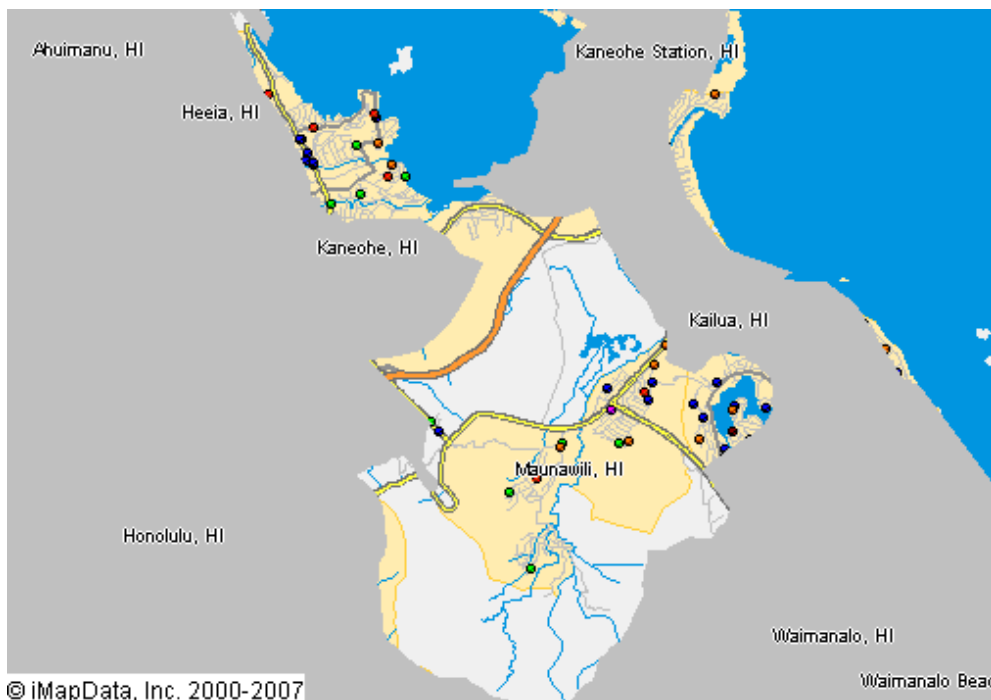 Ahuimanu, HI
Kaneohe Station, HI
Heeia, HI
Kaneohe, HI
Kailua, HI
Maunawili, HI
Honolulu, HI
Waimanalo, HI
Waimanalo Beac
© iMapData, Inc. 2000-2007